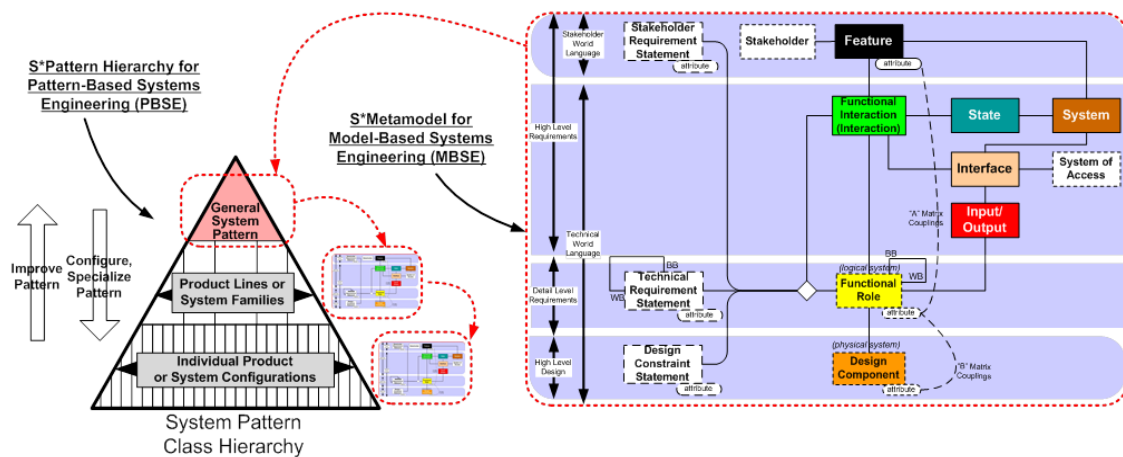 S*Pattern Hierarchy for
Pattern-Based Systems
Engineering (PBSE)
S*Metamodel for
Model-Based Systems
Engineering (MBSE)
General
System
Pattern
Improve
Pattern
Configure,
Specialize
Pattern
Product Lines or
System Families
Individual Product
or System Configurations
System Pattern
Class Hierarchy
Stakeholder
World
Language
High Level
Requirements
Technical
World
Language
Detail Level
Requirements
High Level
Design
Stakeholder
Requirement
Statement
attribute
Stakeholder
Feature
attribute
Functional
Interaction
(Interaction)
State
System
Interface
System of
Access
Input/
Output
"A" Matrix
Couplings
BB
WB
Technical
Requirement
Statement
attribute
(logical system)
Functional
Role
attribute
BB
WB
Design
Constraint
Statement
attribute
(physical system)
Design
Component
attribute
"B" Matrix
Couplings